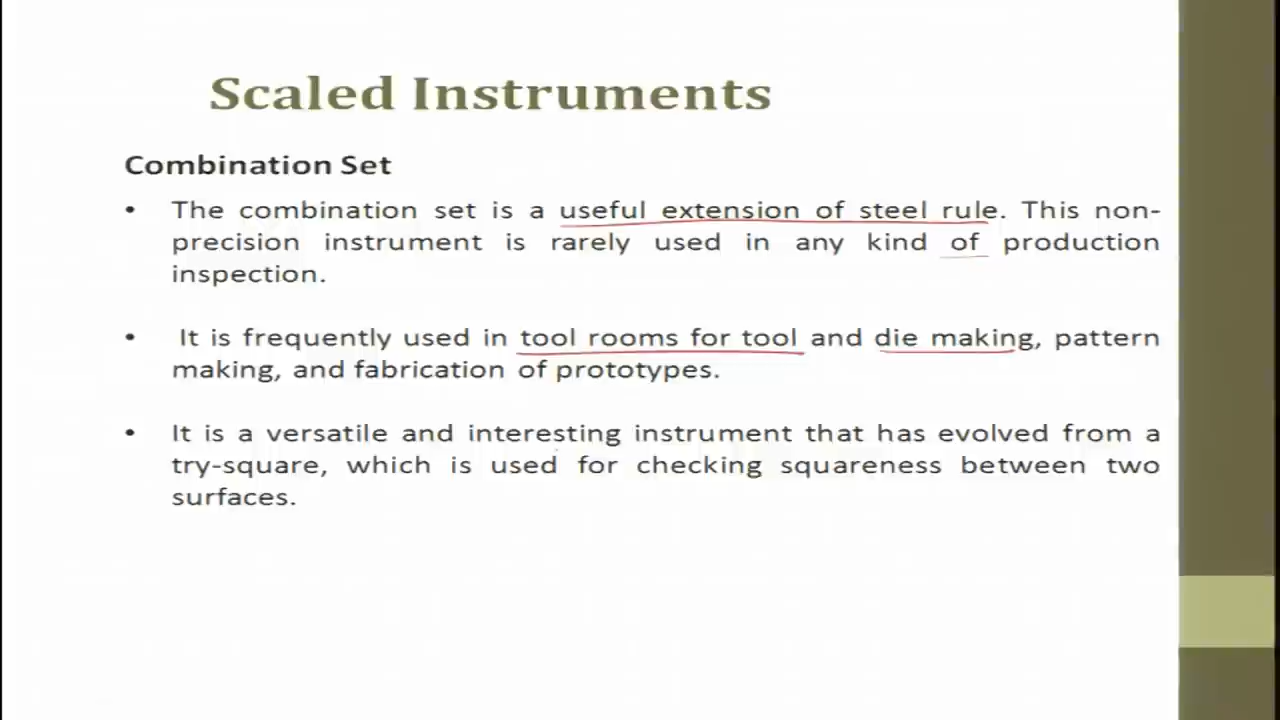 Scaled Instruments
Combination Set
• The combination set is a useful extension of steel rule. This non-
precision instrument is rarely used in any kind of production
inspection.
• It is frequently used in tool rooms for tool and die making, pattern
making, and fabrication of prototypes.
• It is a versatile and interesting instrument that has evolved from a
try-square, which is used for checking squareness between two
surfaces.